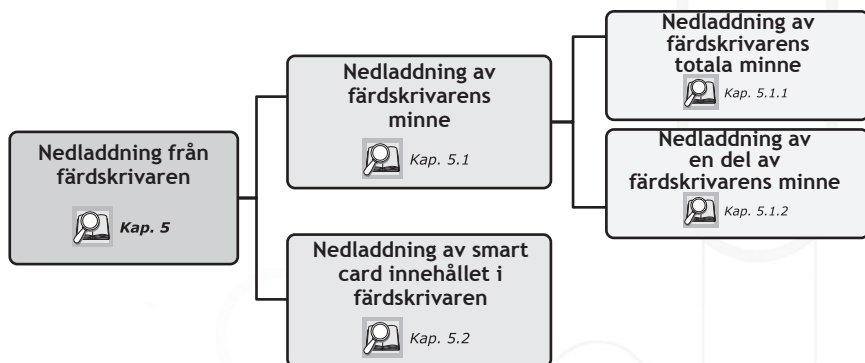 Nedladdning från
färdskrivaren
Kap. 5
Nedladdning av
färdskrivarens
minne
Kap. 5.1
Nedladdning av smart
card innehållet i
färdskrivaren
Kap. 5.2
Nedladdning av
färdskrivarens
totala minne
Kap. 5.1.1
Nedladdning av
en del av
färdskrivarens minne
Kap. 5.1.2